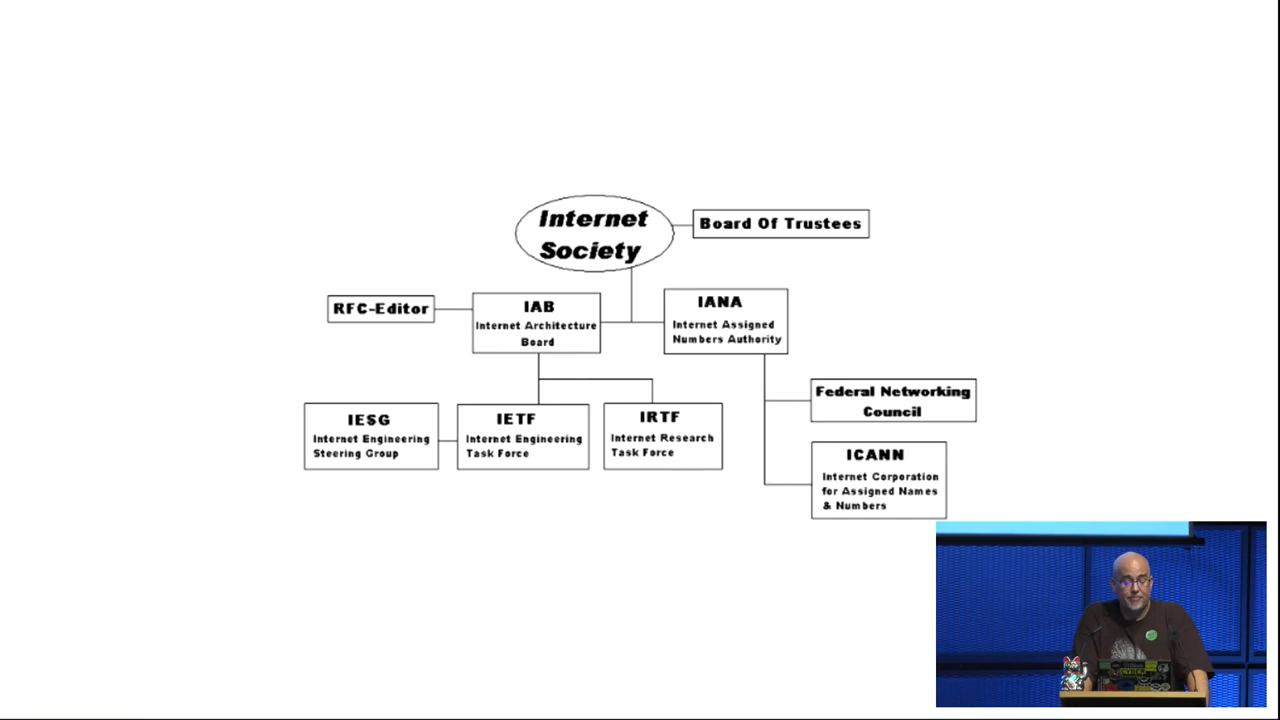 Internet
Society
Board Of Trustees
RFC-Editor
IAB
Internet Architecture
Board
IANA
Internet Assigned
Numbers Authority
Federal Networking
Council
IESG
Internet Engineering
Steering Group
IETF
Internet Engineering
Task Force
IRTF
Internet Research
Task Force
ICANN
Internet Corporation
for Assigned Names
& Numbers
CYBER